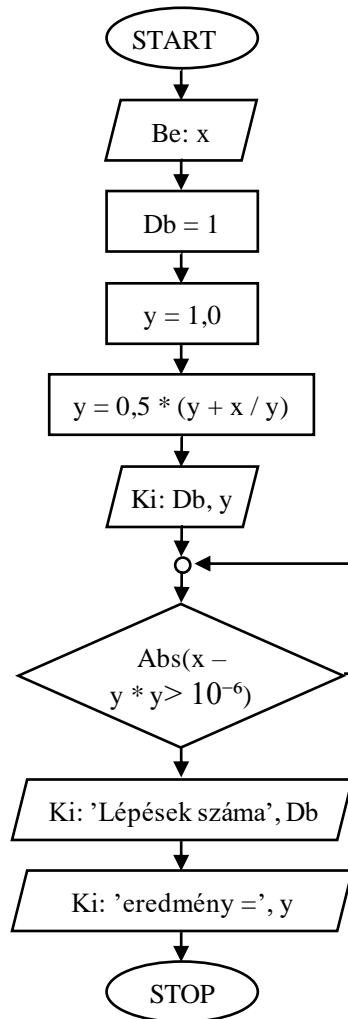 START
Be: x
Db = 1
y = 1,0
y = 0,5 * (y + x / y)
Ki: Db, y
Abs(x –
y * y> 10⁻⁶)
Ki: ’Lépések száma’, Db
Ki: ’eredmény =’, y
STOP